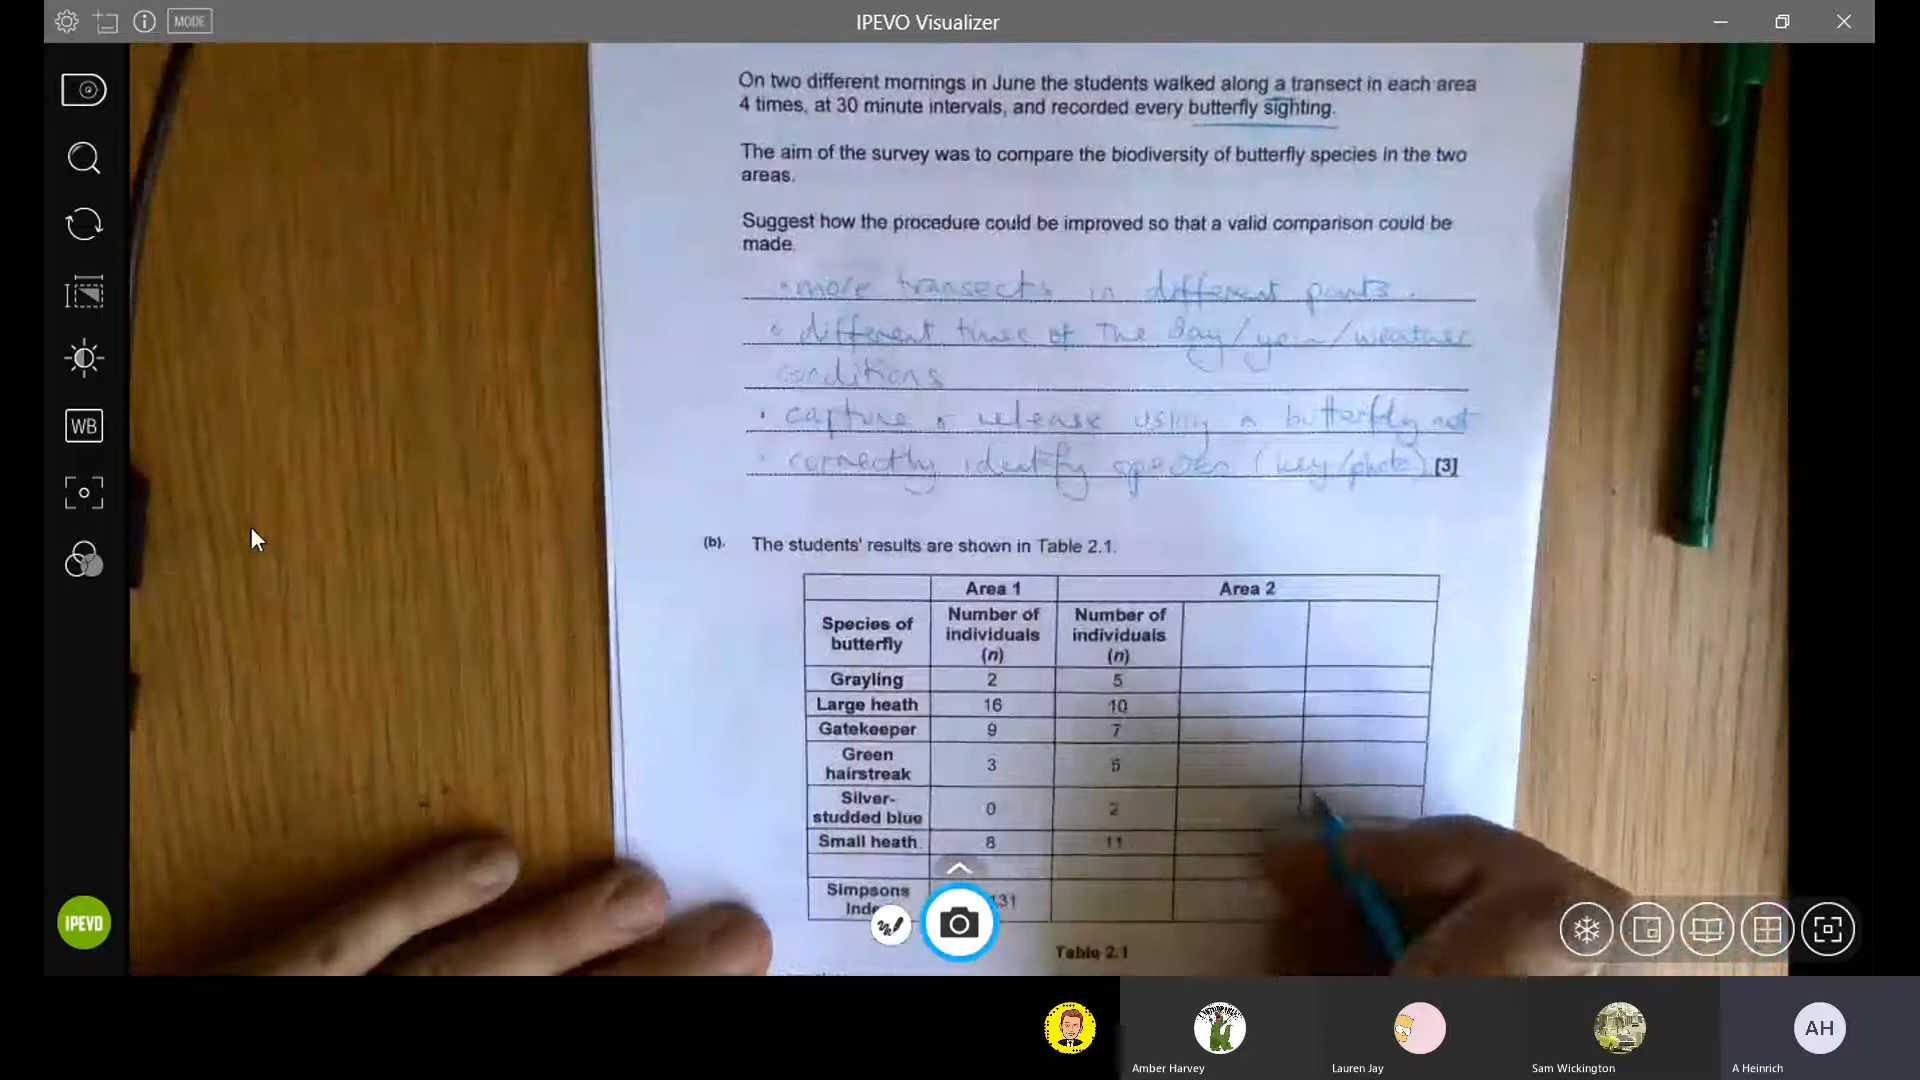 MODE
IPEVO Visualizer
On two different mornings in June the students walked along a transect in each area
4 times, at 30 minute intervals, and recorded every butterfly sighting.
The aim of the survey was to compare the biodiversity of butterfly species in the two
areas.
Suggest how the procedure could be improved so that a valid comparison could be
made.
• more transects in different parts.
• different time of the day/year/weather
conditions
• capture & release using a butterfly net
• correctly identify species (key/photo) [3]
(b). The students' results are shown in Table 2.1.
Area 1 Area 2
Species of butterfly Number of individuals (n) Number of individuals (n)
Grayling 2 5
Large heath 16 10
Gatekeeper 9 7
Green hairstreak 3 5
Silver-studded blue 0 2
Small heath 8 11
Simpsons
Table 2.1
WB
IPEVO
AH
Amber Harvey
Lauren Jay
Sam Wickington
A Heinrich